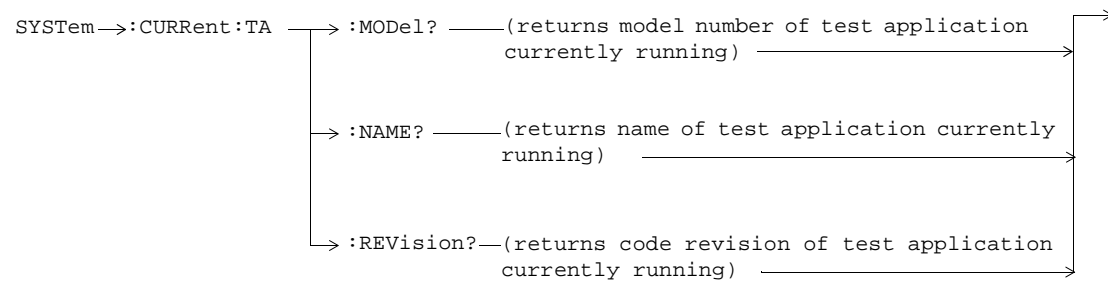 SYSTem :CURRent:TA :MODel? (returns model number of test application
currently running)
:NAME? (returns name of test application currently
running)
:REVision? (returns code revision of test application
currently running)